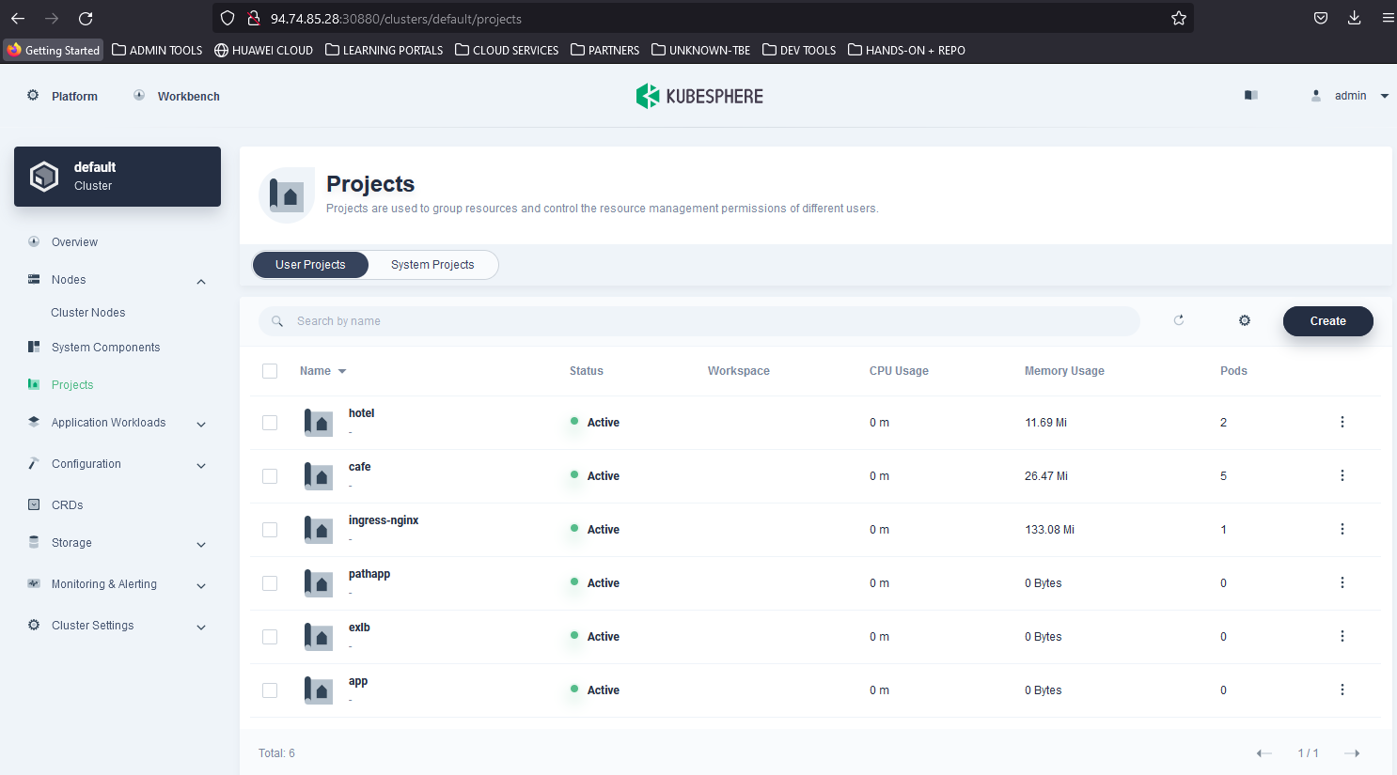 94.74.85.28:30880/clusters/default/projects
Getting Started ADMIN TOOLS HUAWEI CLOUD LEARNING PORTALS CLOUD SERVICES PARTNERS UNKNOWN-TBE DEV TOOLS HANDS-ON + REPO
Platform Workbench KUBESPHERE admin
default
Cluster
Overview
Nodes
Cluster Nodes
System Components
Projects
Application Workloads
Configuration
CRDs
Storage
Monitoring & Alerting
Cluster Settings
Projects
Projects are used to group resources and control the resource management permissions of different users.
User Projects System Projects
Search by name Create
Name Status Workspace CPU Usage Memory Usage Pods
hotel
-
Active 0 m 11.69 Mi 2
cafe
-
Active 0 m 26.47 Mi 5
ingress-nginx
-
Active 0 m 133.08 Mi 1
pathapp
-
Active 0 m 0 Bytes 0
exlb
-
Active 0 m 0 Bytes 0
app
-
Active 0 m 0 Bytes 0
Total: 6 1 / 1